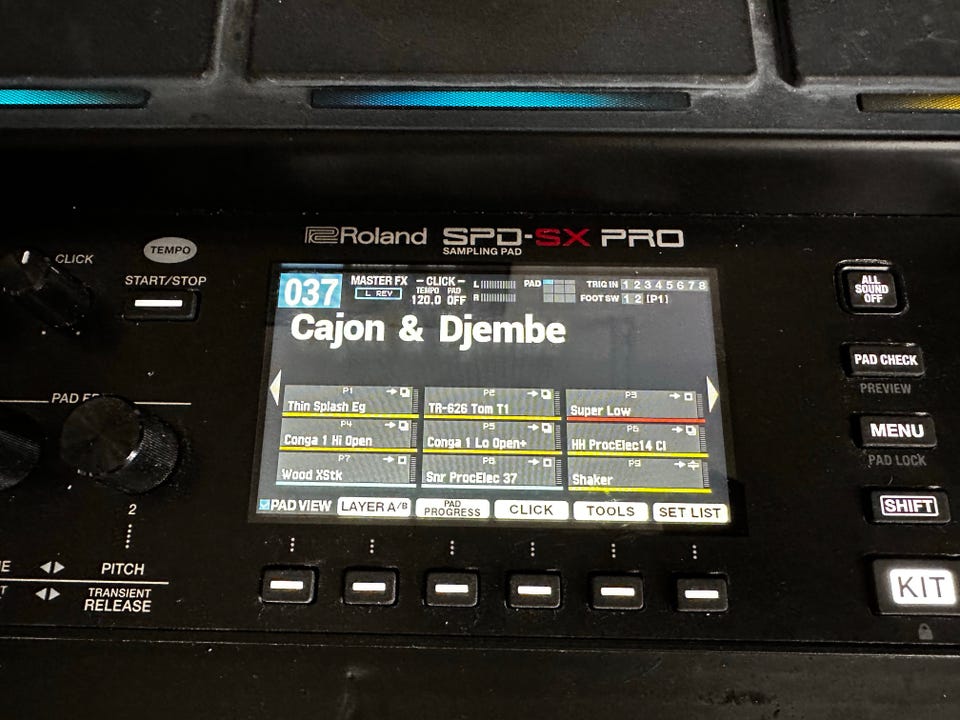 Roland SPD-SX PRO
SAMPLING PAD
CLICK
TEMPO
START/STOP
2
PITCH
TRANSIENT
RELEASE
037
MASTER FX
L REV
- CLICK -
TEMPO PAD
120.0 OFF
L
R
PAD
TRIG IN 1 2 3 4 5 6 7 8
FOOT SW 1 2 [P1]
Cajon & Djembe
P1
Thin Splash Eg
P2
TR-626 Tom T1
P3
Super Low
P4
Conga 1 Hi Open
P5
Conga 1 Lo Open+
P6
HH ProcElec14 Cl
P7
Wood XStk
P8
Snr ProcElec 37
P9
Shaker
PAD VIEW
LAYER A/B
PAD PROGRESS
CLICK
TOOLS
SET LIST
ALL
SOUND
OFF
PAD CHECK
PREVIEW
MENU
PAD LOCK
SHIFT
KIT